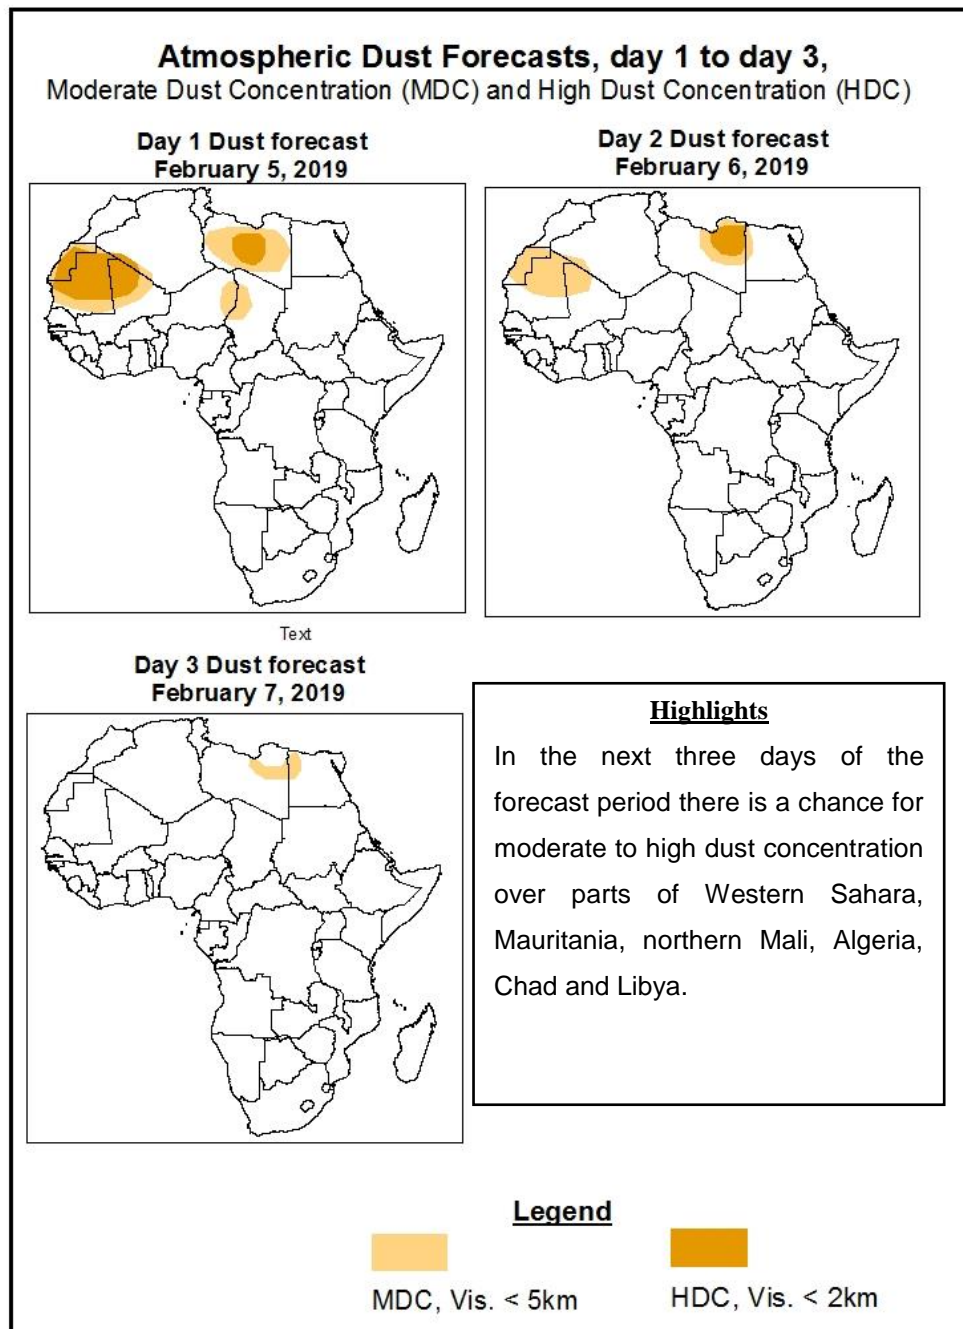 Atmospheric Dust Forecasts, day 1 to day 3,
Moderate Dust Concentration (MDC) and High Dust Concentration (HDC)
Day 1 Dust forecast
February 5, 2019
Day 2 Dust forecast
February 6, 2019
Text
Day 3 Dust forecast
February 7, 2019
Highlights
In the next three days of the
forecast period there is a chance for
moderate to high dust concentration
over parts of Western Sahara,
Mauritania, northern Mali, Algeria,
Chad and Libya.
Legend
MDC, Vis. < 5km
HDC, Vis. < 2km